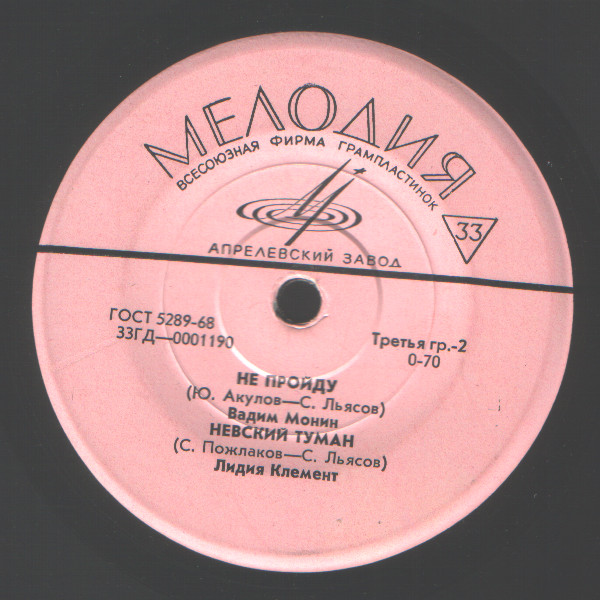 МЕЛОДИЯ
ВСЕСОЮЗНАЯ ФИРМА ГРАМПЛАСТИНОК
33
АПРЕЛЕВСКИЙ ЗАВОД
ГОСТ 5289-68
33ГД—0001190
Третья гр.-2
0-70
НЕ ПРОЙДУ
(Ю. Акулов—С. Льясов)
Вадим Монин
НЕВСКИЙ ТУМАН
(С. Пожлаков—С. Льясов)
Лидия Клемент